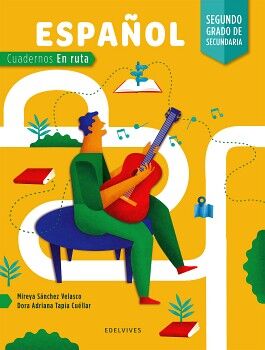 ESPAÑOL
SEGUNDO
GRADO DE
SECUNDARIA
Cuadernos En ruta
Mireya Sánchez Velasco
Dora Adriana Tapia Cuéllar
EDELVIVES